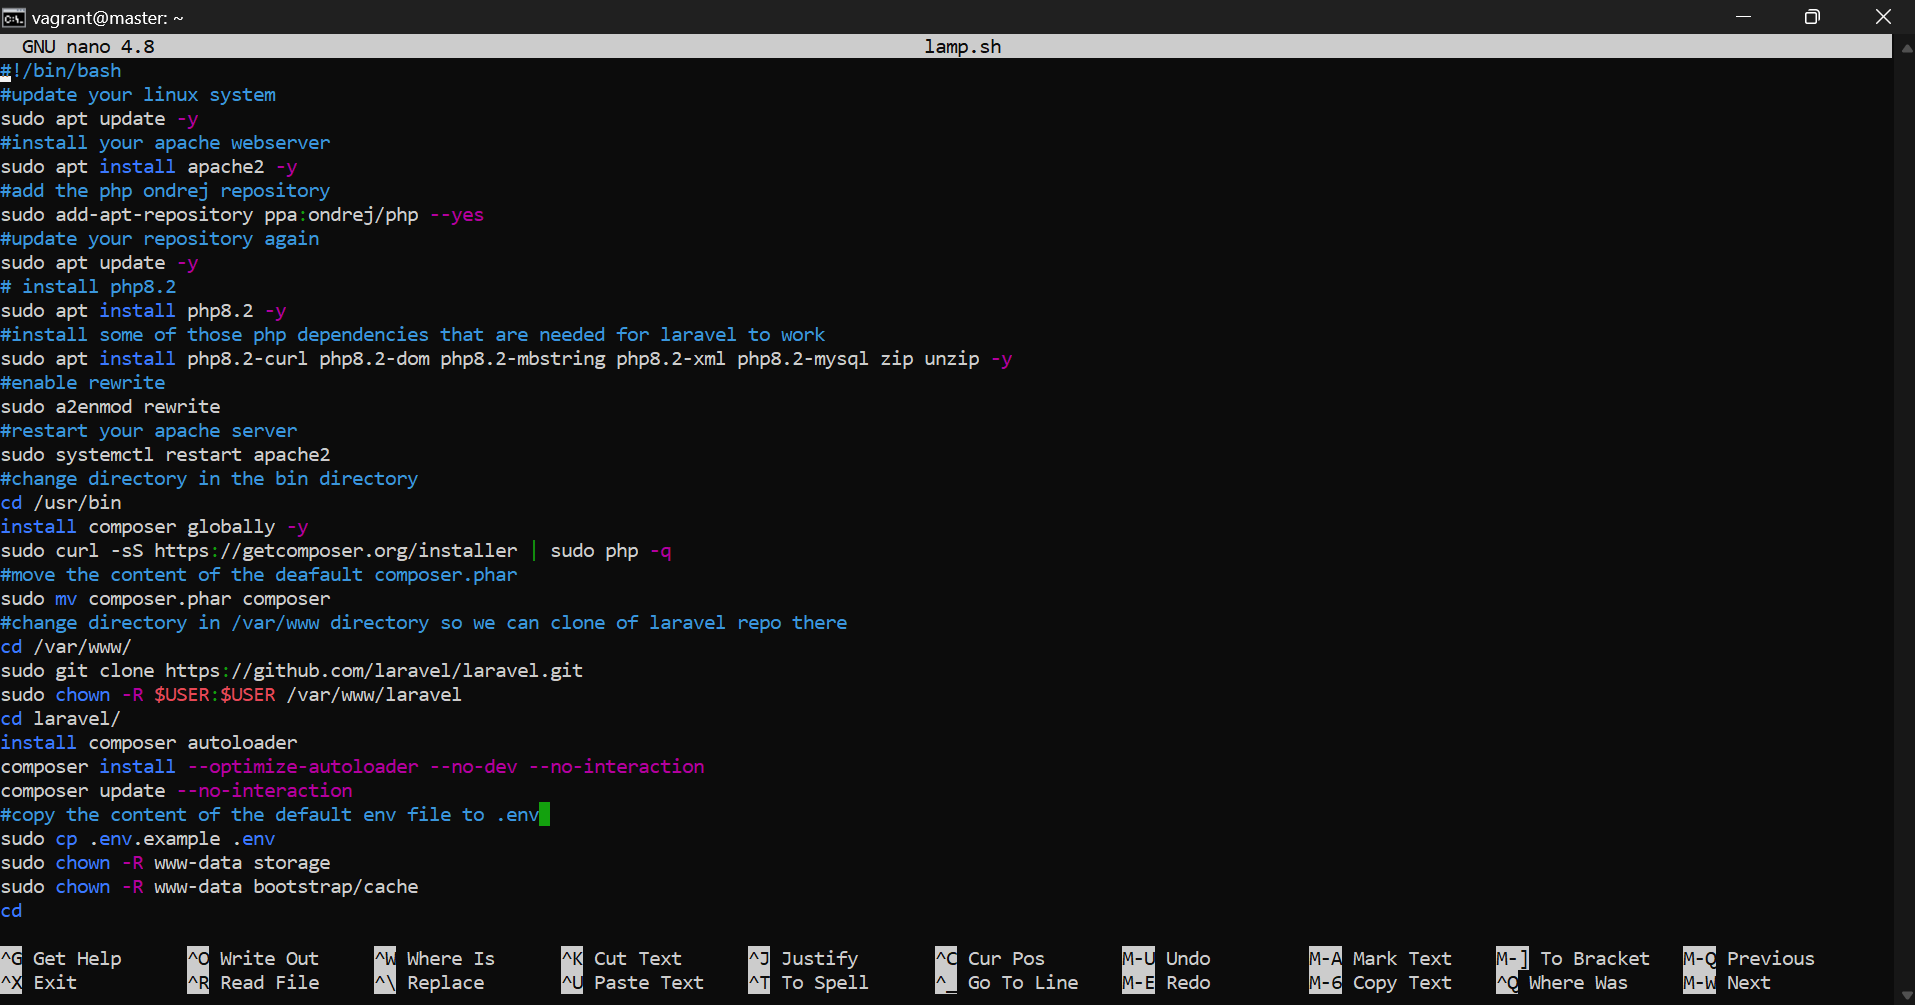 vagrant@master: ~
GNU nano 4.8 lamp.sh
#!/bin/bash
#update your linux system
sudo apt update -y
#install your apache webserver
sudo apt install apache2 -y
#add the php ondrej repository
sudo add-apt-repository ppa:ondrej/php --yes
#update your repository again
sudo apt update -y
# install php8.2
sudo apt install php8.2 -y
#install some of those php dependencies that are needed for laravel to work
sudo apt install php8.2-curl php8.2-dom php8.2-mbstring php8.2-xml php8.2-mysql zip unzip -y
#enable rewrite
sudo a2enmod rewrite
#restart your apache server
sudo systemctl restart apache2
#change directory in the bin directory
cd /usr/bin
install composer globally -y
sudo curl -sS https://getcomposer.org/installer | sudo php -q
#move the content of the deafault composer.phar
sudo mv composer.phar composer
#change directory in /var/www directory so we can clone of laravel repo there
cd /var/www/
sudo git clone https://github.com/laravel/laravel.git
sudo chown -R $USER:$USER /var/www/laravel
cd laravel/
install composer autoloader
composer install --optimize-autoloader --no-dev --no-interaction
composer update --no-interaction
#copy the content of the default env file to .env
sudo cp .env.example .env
sudo chown -R www-data storage
sudo chown -R www-data bootstrap/cache
cd
^G Get Help ^O Write Out ^W Where Is ^K Cut Text ^J Justify ^C Cur Pos M-U Undo M-A Mark Text M-] To Bracket M-Q Previous
^X Exit ^R Read File ^\ Replace ^U Paste Text ^T To Spell ^_ Go To Line M-E Redo M-6 Copy Text ^Q Where Was M-W Next